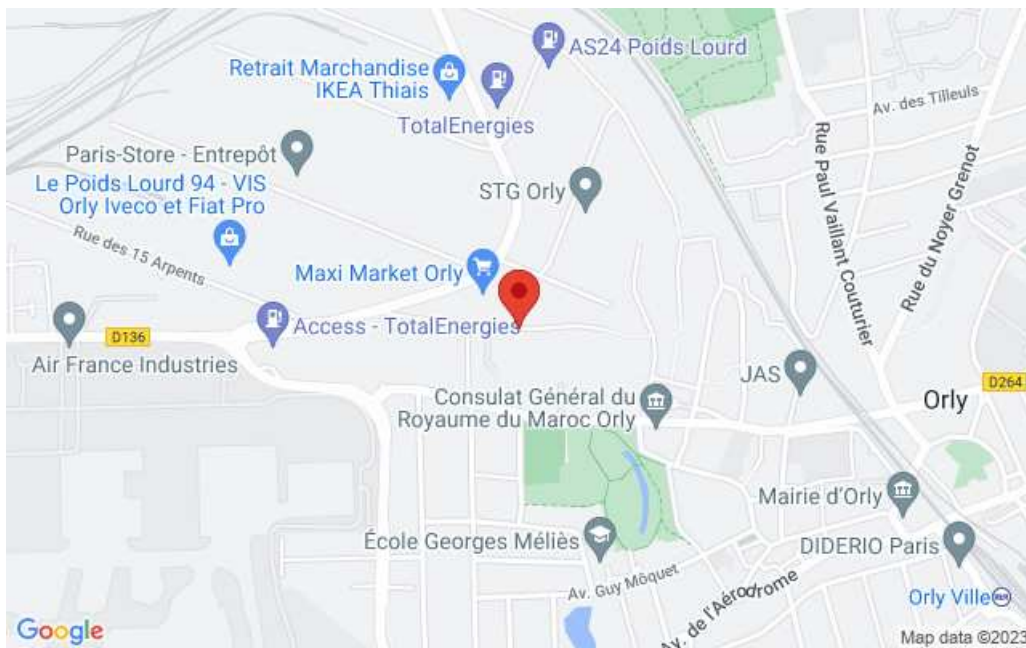 AS24 Poids Lourd
Retrait Marchandise
IKEA Thiais
TotalEnergies
Av. des Tilleuls
Rue Paul Vaillant Couturier
Rue du Noyer Grenot
Paris-Store - Entrepôt
Le Poids Lourd 94 - VIS
Orly Iveco et Fiat Pro
STG Orly
Rue des 15 Arpents
Maxi Market Orly
Access - TotalEnergies
D136
Air France Industries
JAS
D264
Consulat Général du
Royaume du Maroc Orly
Orly
Mairie d'Orly
École Georges Méliès
DIDERIO Paris
Av. Guy Môquet
Av. de l'Aérodrome
Orly Ville
RER
Google
Map data ©2023